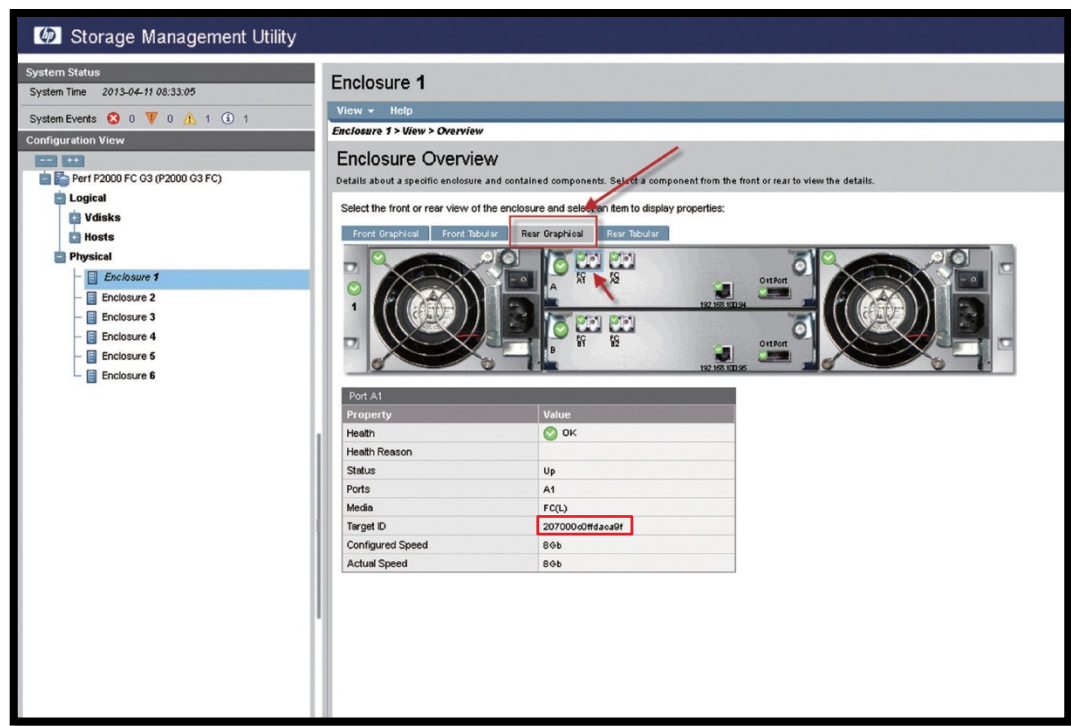 hp Storage Management Utility
System Status
System Time 2013-04-11 08:33:05
System Events 0 0 1 1
Configuration View
Perf P2000 FC G3 (P2000 G3 FC)
Logical
Vdisks
Hosts
Physical
Enclosure 1
Enclosure 2
Enclosure 3
Enclosure 4
Enclosure 5
Enclosure 6
Enclosure 1
View Help
Enclosure 1 > View > Overview
Enclosure Overview
Details about a specific enclosure and contained components. Select a component from the front or rear to view the details.
Select the front or rear view of the enclosure and select an item to display properties:
Front Graphical Front Tabular Rear Graphical Rear Tabular
1
A
FC A1
FC A2
192.168.100.94
Ext Port
B
FC B1
FC B2
192.168.100.95
Ext Port
Port A1
Property Value
Health OK
Health Reason
Status Up
Ports A1
Media FC(L)
Target ID 207000c0ffdaca9f
Configured Speed 8Gb
Actual Speed 8Gb